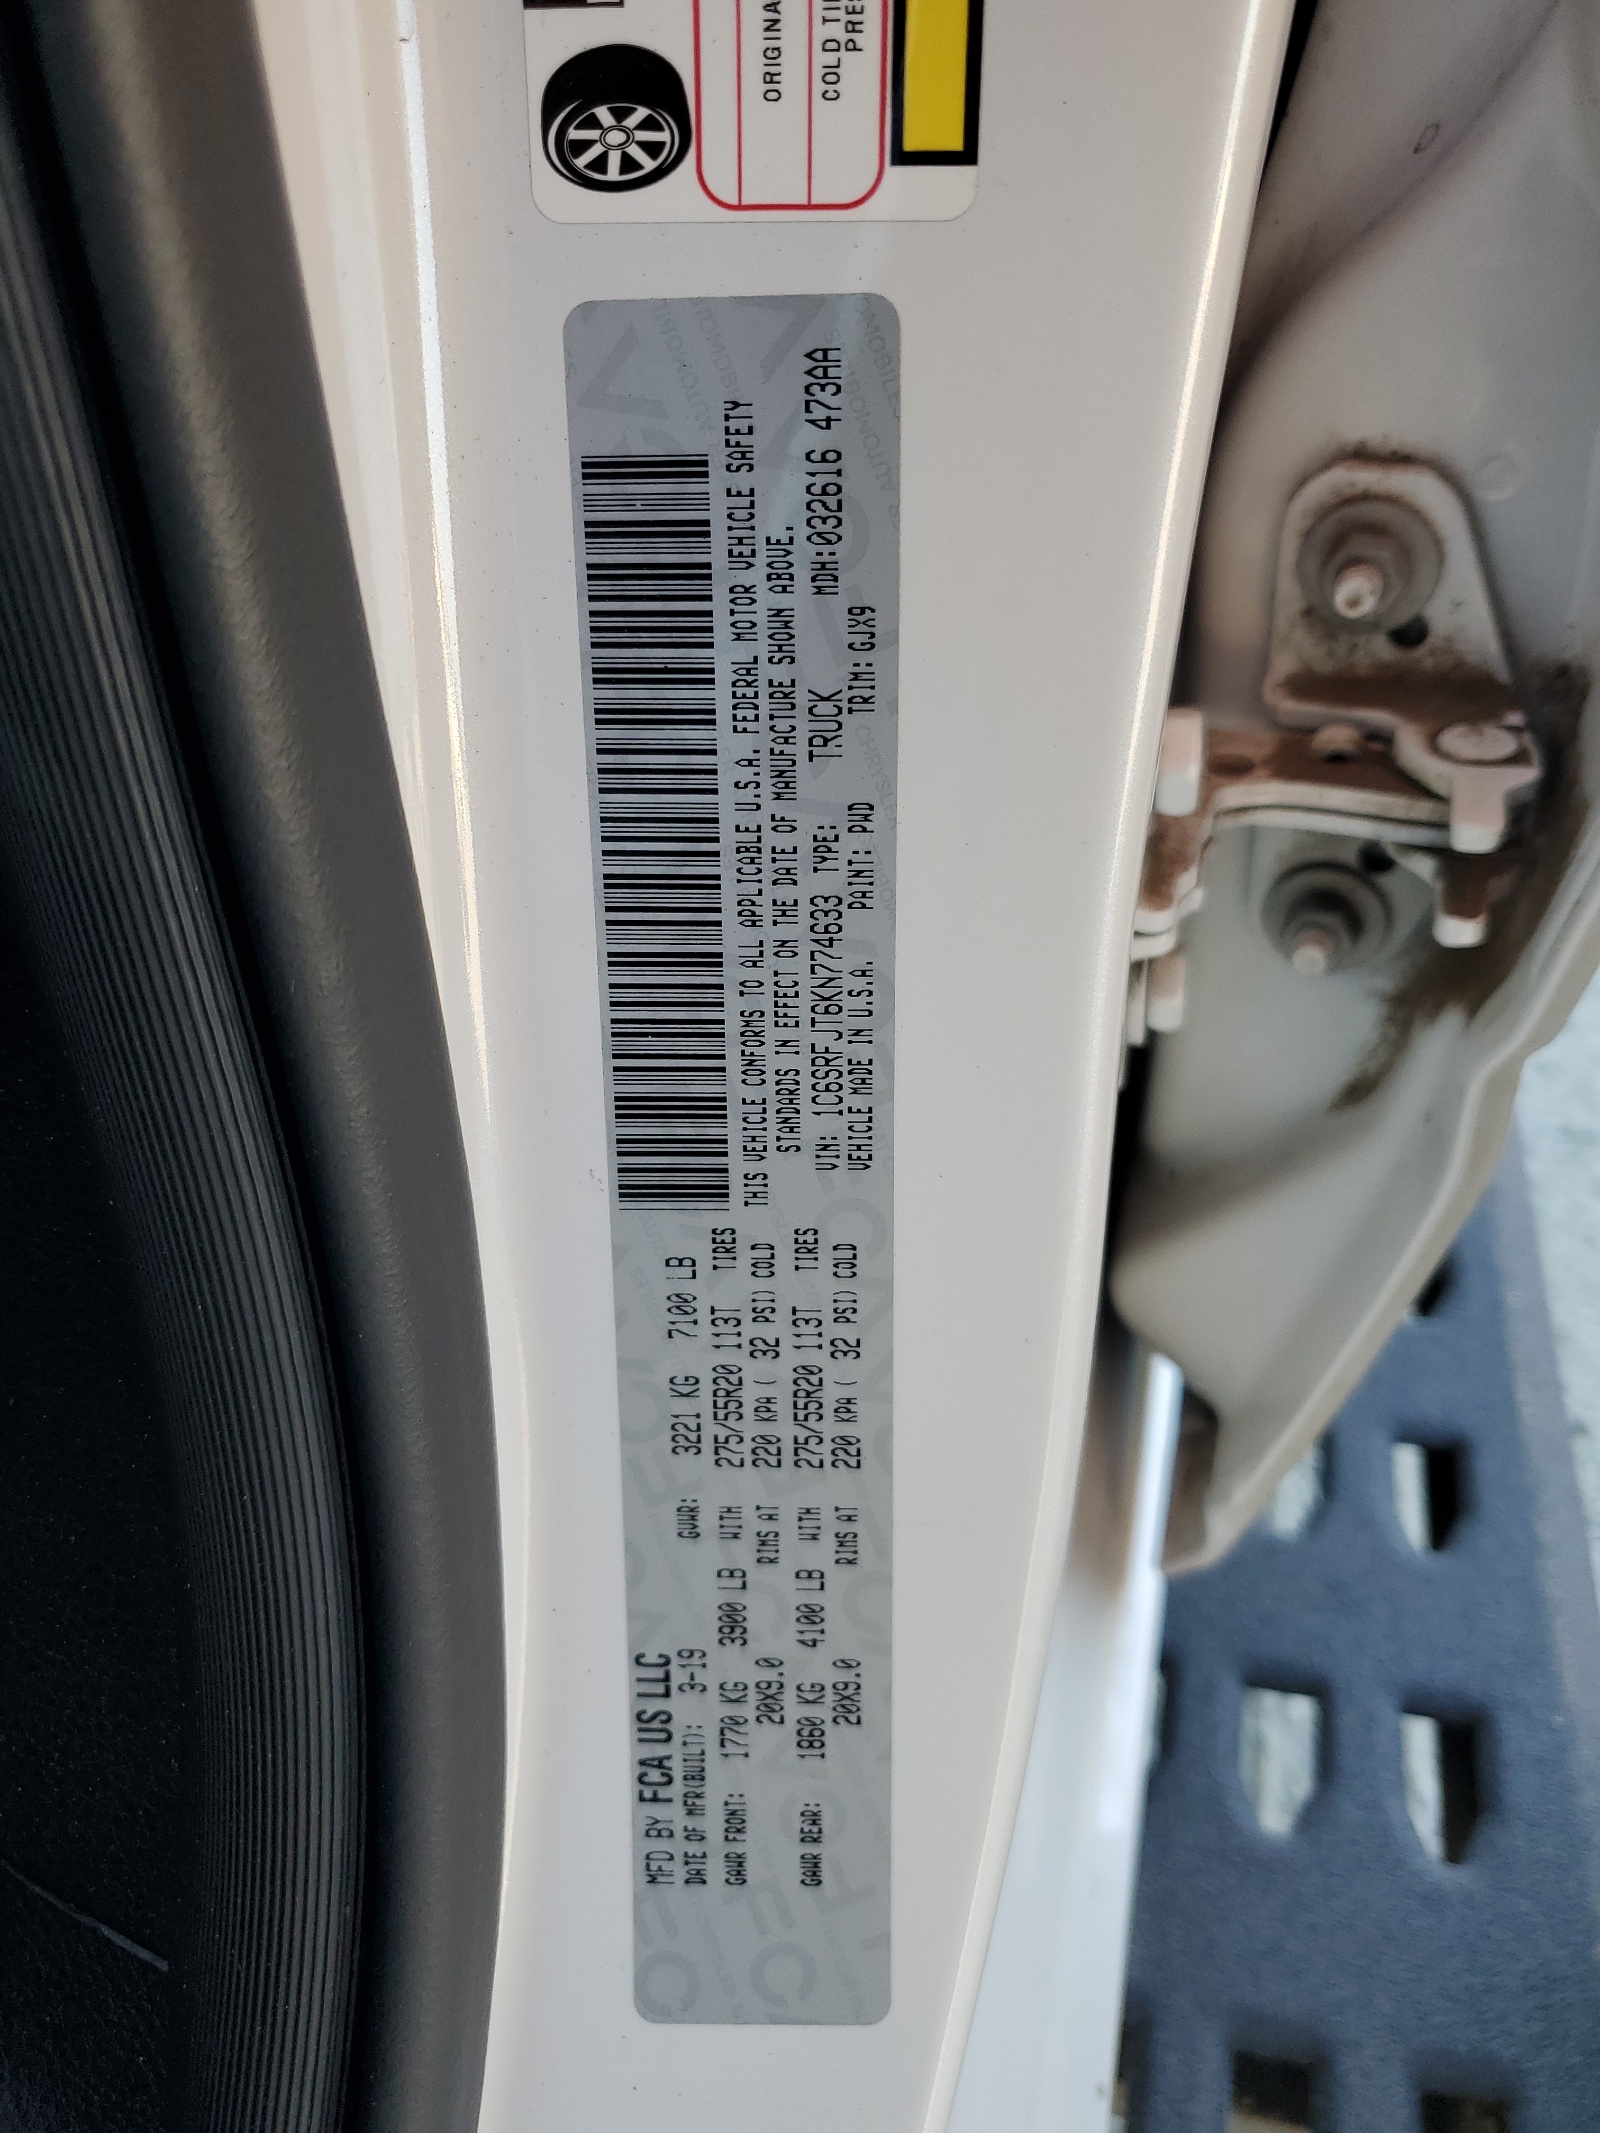 ORIGINA
COLD TI
PRES
MFD BY FCA US LLC
DATE OF MFR(BUILT): 3-19 GVWR: 3221 KG 7100 LB
GAWR FRONT: 1770 KG 3900 LB WITH 275/55R20 113T TIRES
20X9.0 RIMS AT 220 KPA ( 32 PSI) COLD
GAWR REAR: 1860 KG 4100 LB WITH 275/55R20 113T TIRES
20X9.0 RIMS AT 220 KPA ( 32 PSI) COLD
THIS VEHICLE CONFORMS TO ALL APPLICABLE U.S.A. FEDERAL MOTOR VEHICLE SAFETY
STANDARDS IN EFFECT ON THE DATE OF MANUFACTURE SHOWN ABOVE.
VIN: 1C6SRFJT6KN774633 TYPE: TRUCK MDH:032616 473AA
VEHICLE MADE IN U.S.A. PAINT: PWD TRIM: GJX9